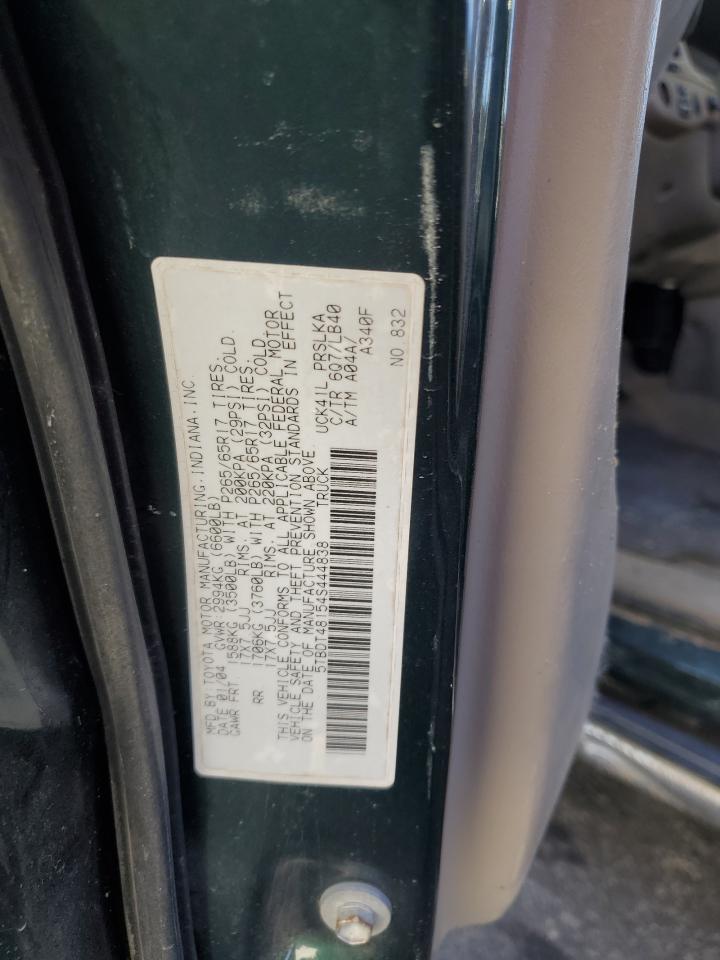 MFD.BY:TOYOTA MOTOR MANUFACTURING,INDIANA,INC.
DATE 01/04 GVWR 2994KG (6600LB)
GAWR FRT 1588KG (3500LB) WITH P265/65R17 TIRES,
17X7.5JJ RIMS, AT 200KPA (29PSI) COLD.
RR 1706KG (3760LB) WITH P265/65R17 TIRES,
17X7.5JJ RIMS, AT 220KPA (32PSI) COLD.
THIS VEHICLE CONFORMS TO ALL APPLICABLE FEDERAL MOTOR
VEHICLE SAFETY AND THEFT PREVENTION STANDARDS IN EFFECT
ON THE DATE OF MANUFACTURE SHOWN ABOVE.
5TBDT48154S444838 TRUCK
UCK41L PRSLKA
C/TR 6Q7/LB40
A/TM A04A/
A340F
NO 832